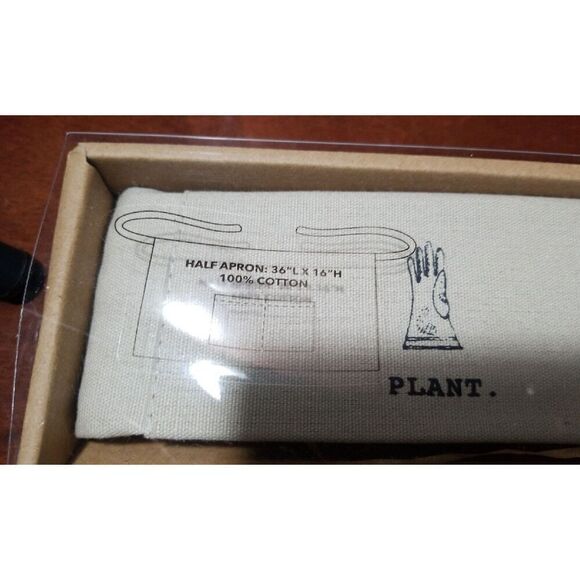 HALF APRON: 36"L X 16"H
100% COTTON
PLANT.